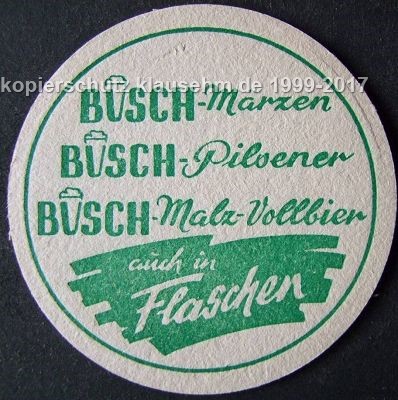 kopierschutz klausehm.de 1999-2017
BUSCH-Märzen
BUSCH-Pilsener
BUSCH-Malz-Vollbier
auch in
Flaschen